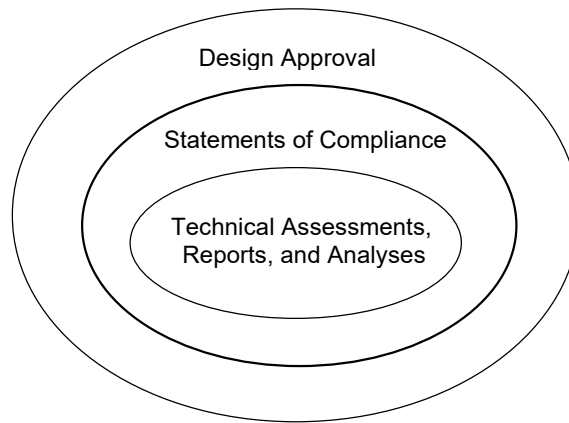 Design Approval
Statements of Compliance
Technical Assessments,
Reports, and Analyses